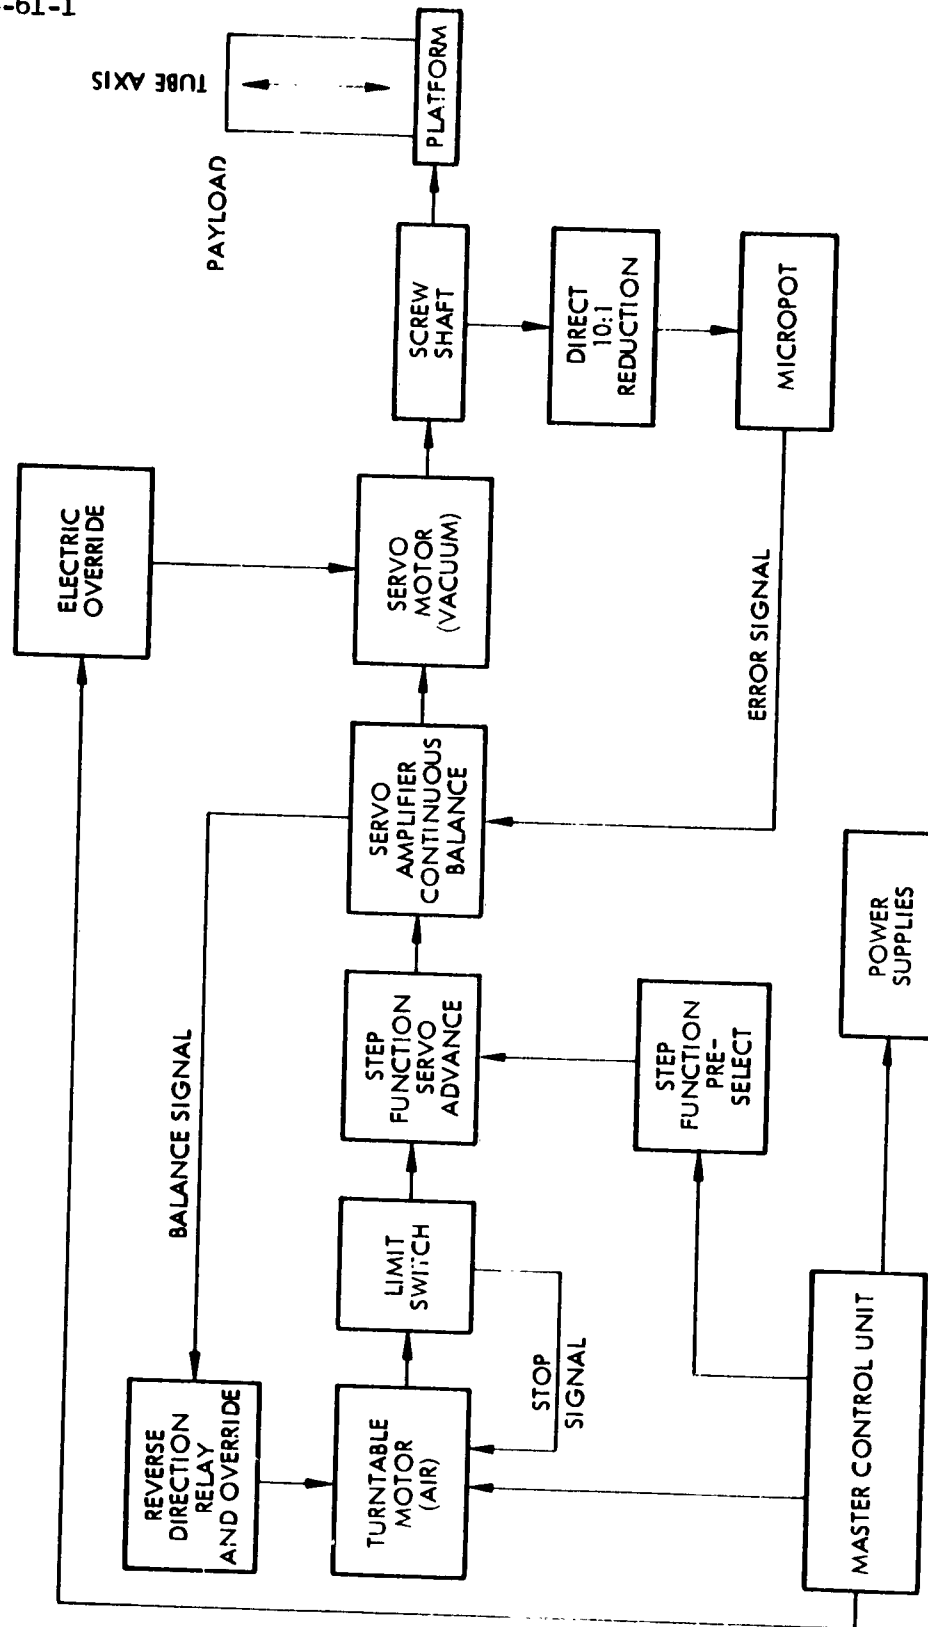 T-19-
TUBE AXIS
PAYLOAD
PLATFORM
SCREW
SHAFT
DIRECT
10:1
REDUCTION
MICROPOT
ELECTRIC
OVERRIDE
SERVO
MOTOR
(VACUUM)
ERROR SIGNAL
SERVO
AMPLIFIER
CONTINUOUS
BALANCE
POWER
SUPPLIES
BALANCE SIGNAL
STEP
FUNCTION
SERVO
ADVANCE
STEP
FUNCTION
PRE-
SELECT
LIMIT
SWITCH
STOP
SIGNAL
REVERSE
DIRECTION
RELAY
AND OVERRIDE
TURNTABLE
MOTOR
(AIR)
MASTER CONTROL UNIT